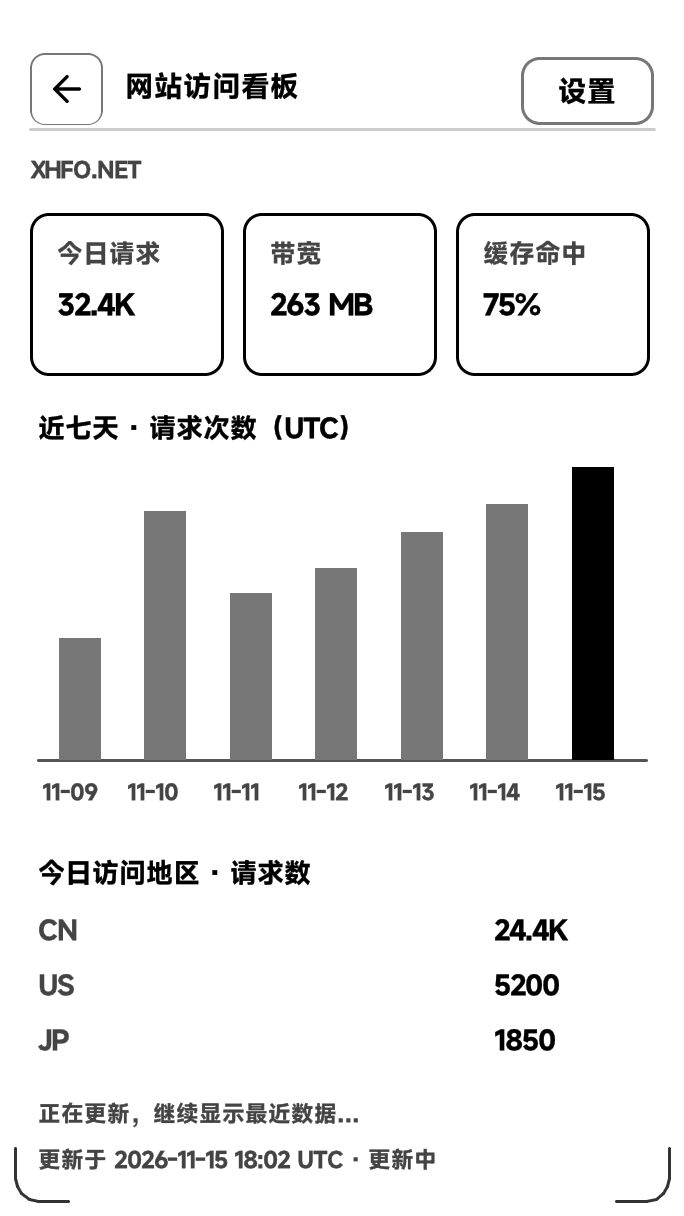 网站访问看板
设置
XHFO.NET
今日请求
32.4K
带宽
263 MB
缓存命中
75%
近七天 · 请求次数（UTC）
11-09 11-10 11-11 11-12 11-13 11-14 11-15
今日访问地区 · 请求数
CN 24.4K
US 5200
JP 1850
正在更新，继续显示最近数据...
更新于 2026-11-15 18:02 UTC · 更新中